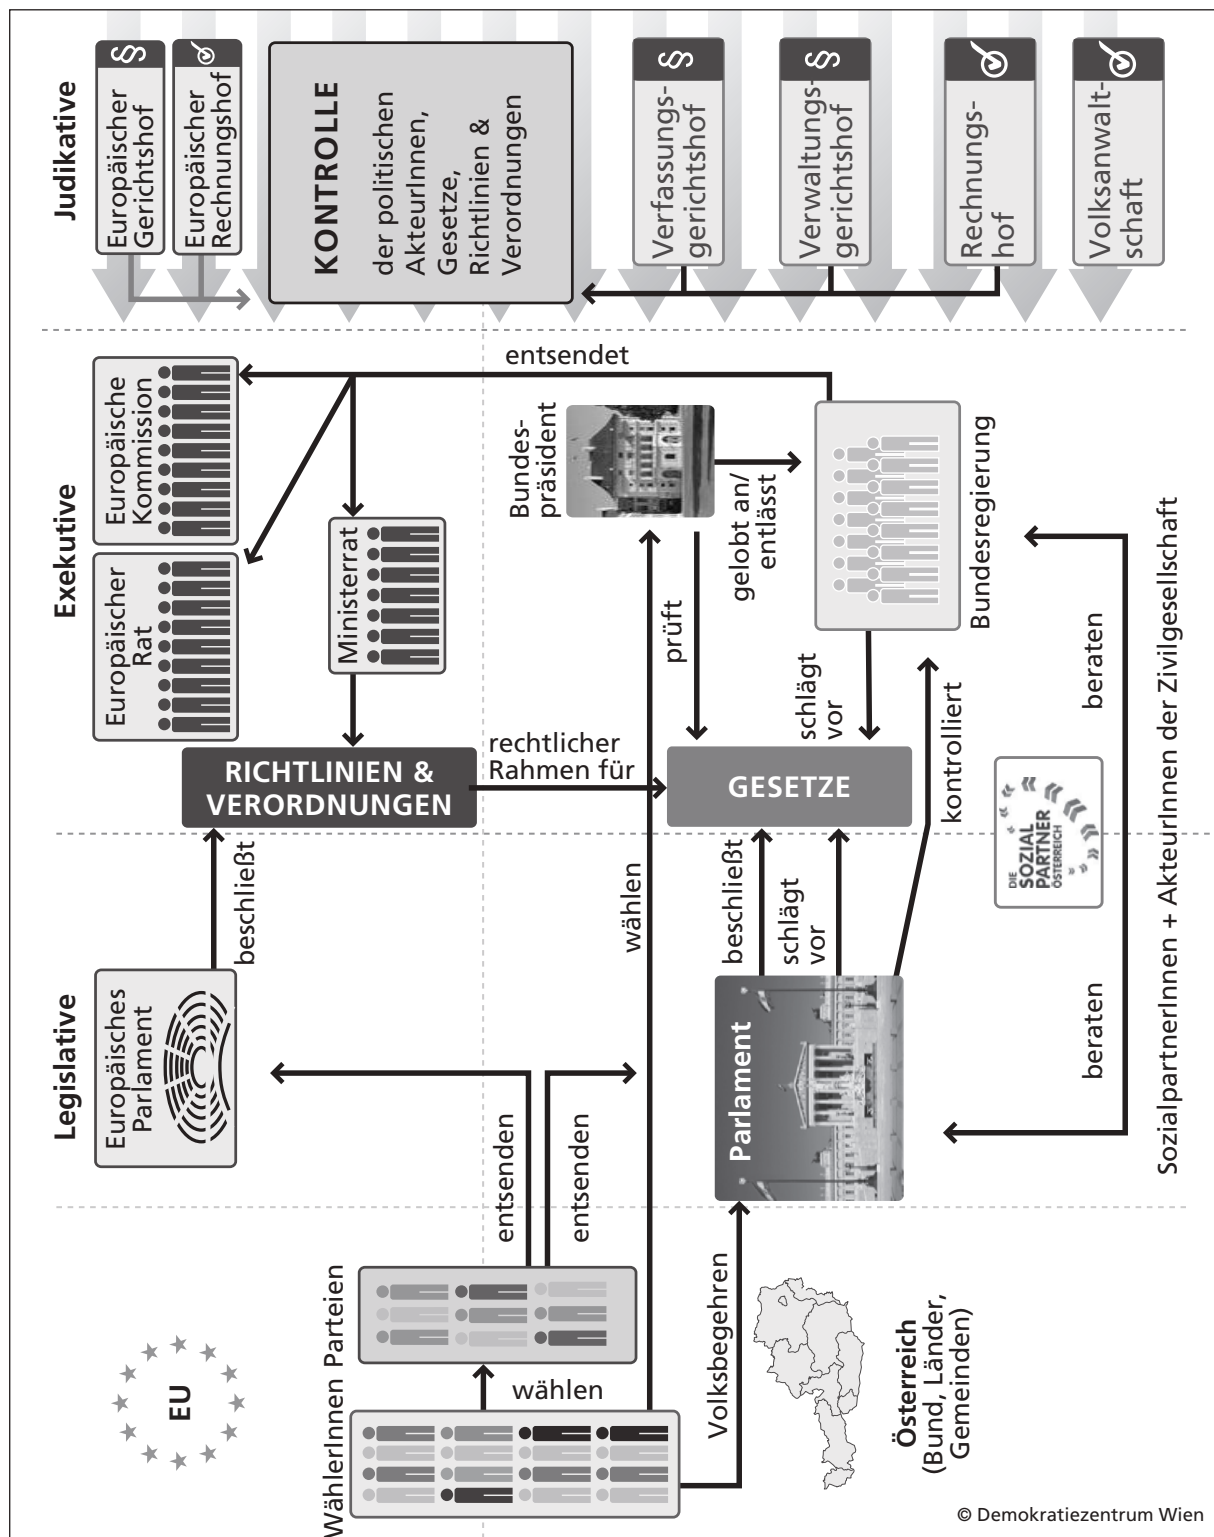 Judikative
Europäischer
Gerichtshof
§
Europäischer
Rechnungshof
KONTROLLE
der politischen
AkteurInnen,
Gesetze,
Richtlinien &
Verordnungen
Verfassungs-
gerichtshof
§
Verwaltungs-
gerichtshof
§
Rechnungs-
hof
Volksanwalt-
schaft
Exekutive
Europäische
Kommission
Europäischer
Rat
entsendet
Ministerrat
Bundes-
präsident
gelobt an/
entlässt
prüft
Bundesregierung
schlägt
vor
kontrolliert
beraten
RICHTLINIEN &
VERORDNUNGEN
rechtlicher
Rahmen für
GESETZE
DIE
SOZIAL
PARTNER
ÖSTERREICH
SozialpartnerInnen + AkteurInnen der Zivilgesellschaft
Legislative
Europäisches
Parlament
beschließt
wählen
beschließt
schlägt
vor
Parlament
beraten
entsenden
entsenden
EU
WählerInnen
Parteien
wählen
Volksbegehren
Österreich
(Bund, Länder,
Gemeinden)
© Demokratiezentrum Wien